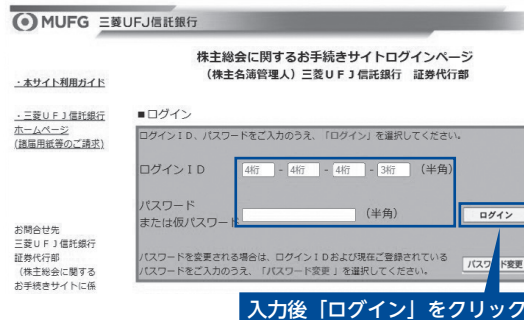 MUFG 三菱UFJ信託銀行
株主総会に関するお手続きサイトログインページ
（株主名簿管理人）三菱ＵＦＪ信託銀行　証券代行部
・本サイト利用ガイド
・三菱ＵＦＪ信託銀行
ホームページ
(諸届用紙等のご請求)
■ログイン
ログインＩＤ、パスワードをご入力のうえ、「ログイン」を選択してください。
ログインＩＤ 4桁 - 4桁 - 4桁 - 3桁 （半角）
パスワード
または仮パスワード （半角）
ログイン
お問合せ先
三菱ＵＦＪ信託銀行
証券代行部
（株主総会に関する
お手続きサイトに係
パスワードを変更される場合は、ログインＩＤおよび現在ご登録されている
パスワードをご入力のうえ、「パスワード変更 」を選択してください。
パスワード変更
入力後「ログイン」をクリック